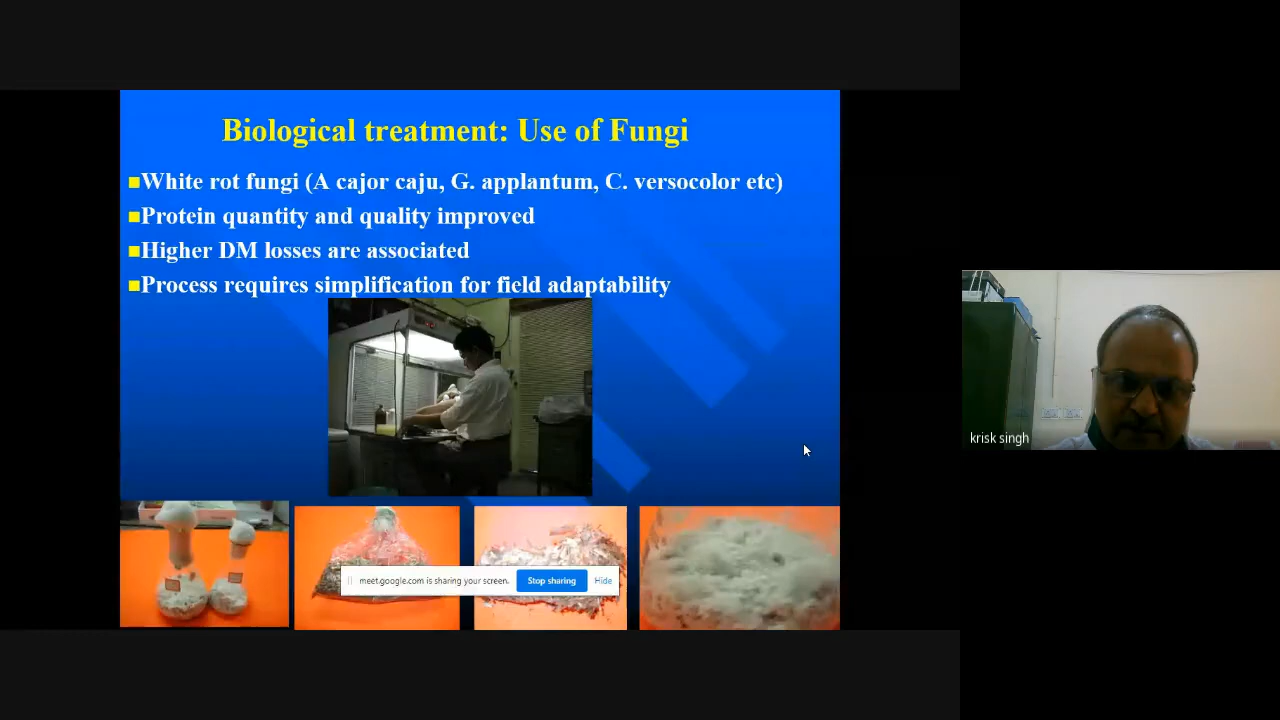 Biological treatment: Use of Fungi
White rot fungi (A cajor caju, G. applantum, C. versocolor etc)
Protein quantity and quality improved
Higher DM losses are associated
Process requires simplification for field adaptability
meet.google.com is sharing your screen.
Stop sharing
Hide
krisk singh